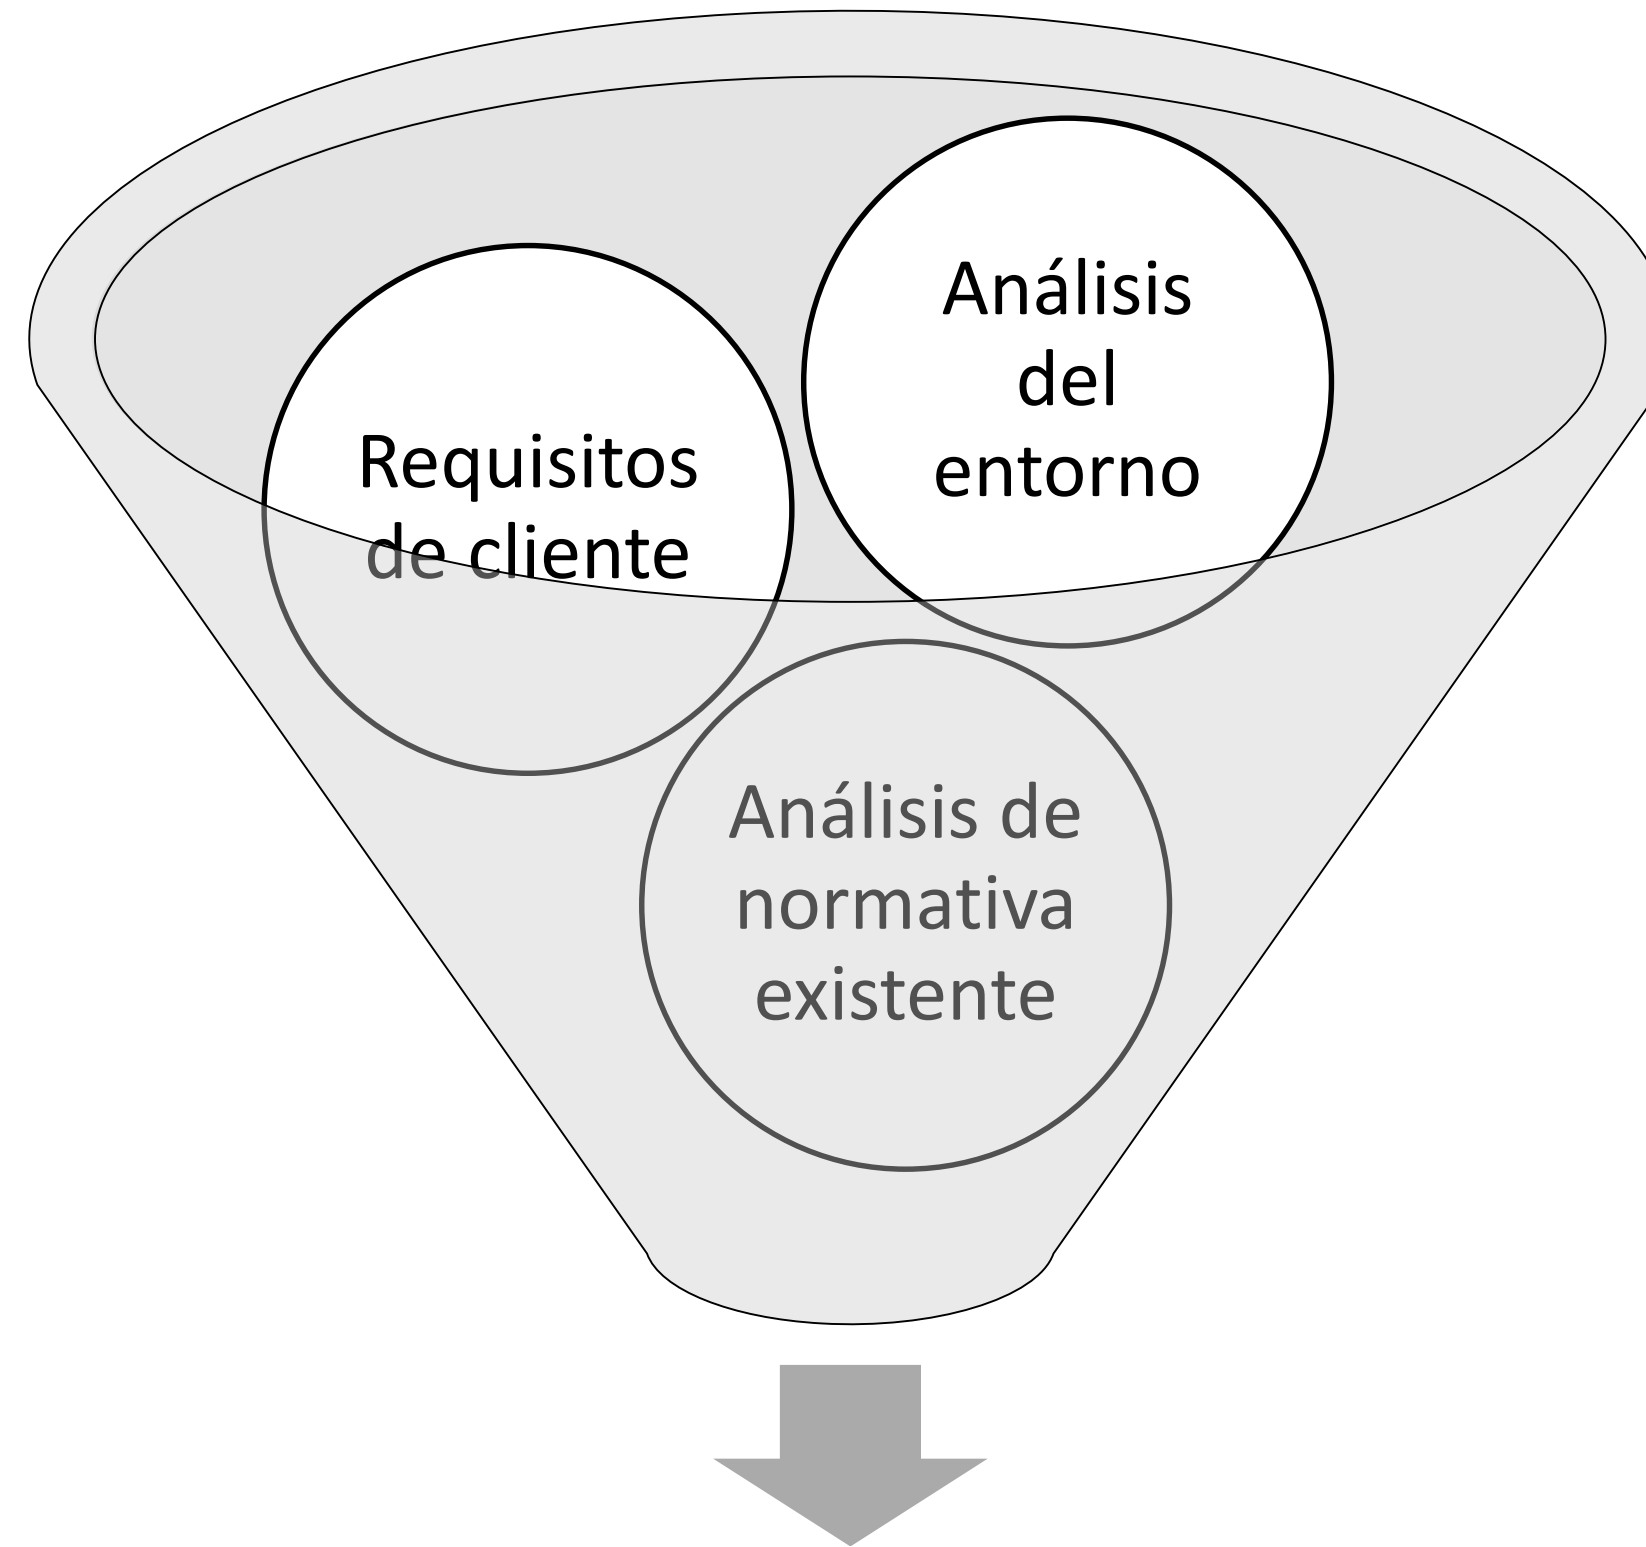 Análisis
del
entorno
Requisitos
de cliente
Análisis de
normativa
existente